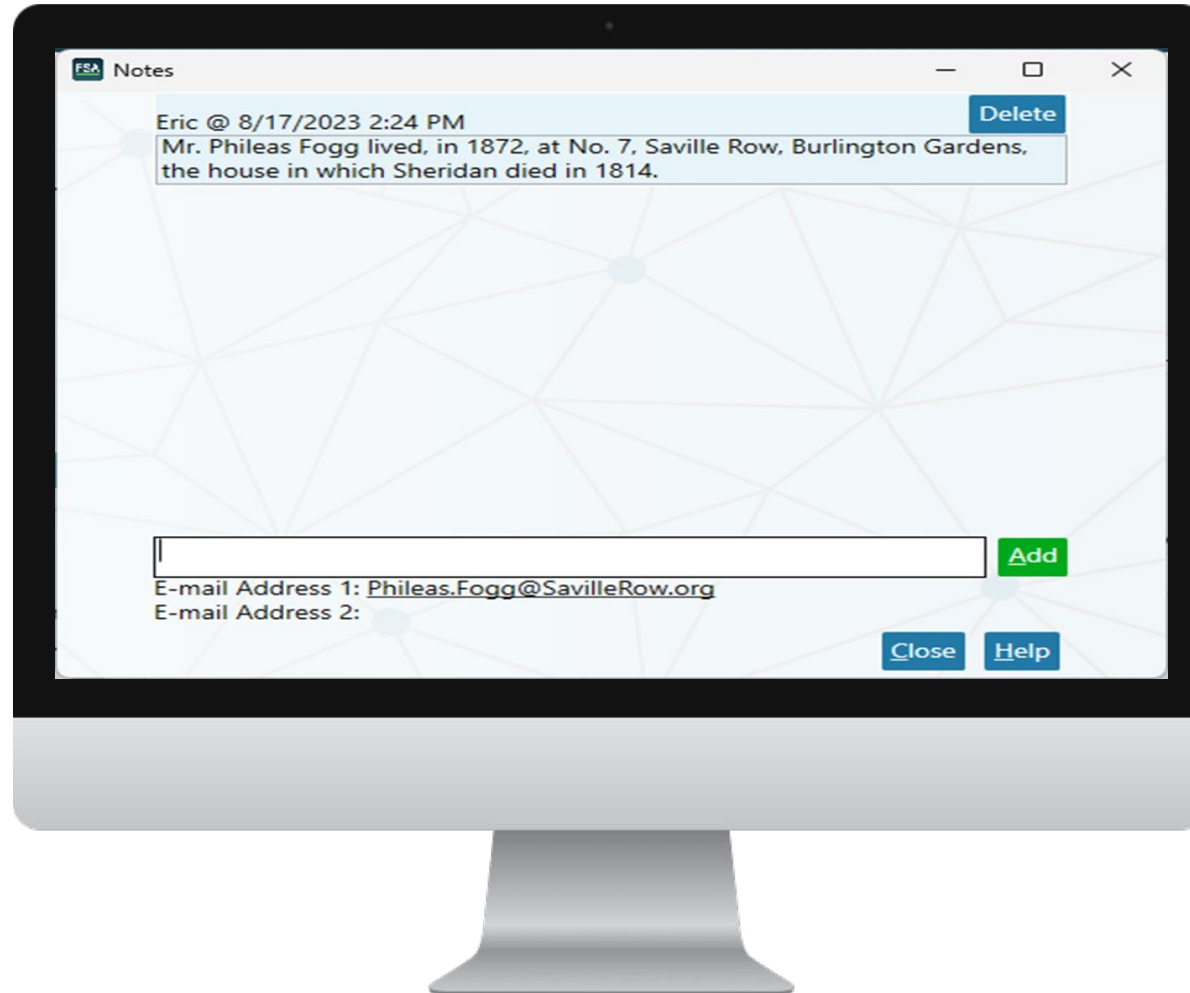 FSA Notes
Eric @ 8/17/2023 2:24 PM
Delete
Mr. Phileas Fogg lived, in 1872, at No. 7, Saville Row, Burlington Gardens,
the house in which Sheridan died in 1814.
Add
E-mail Address 1: Phileas.Fogg@SavilleRow.org
E-mail Address 2:
Close Help